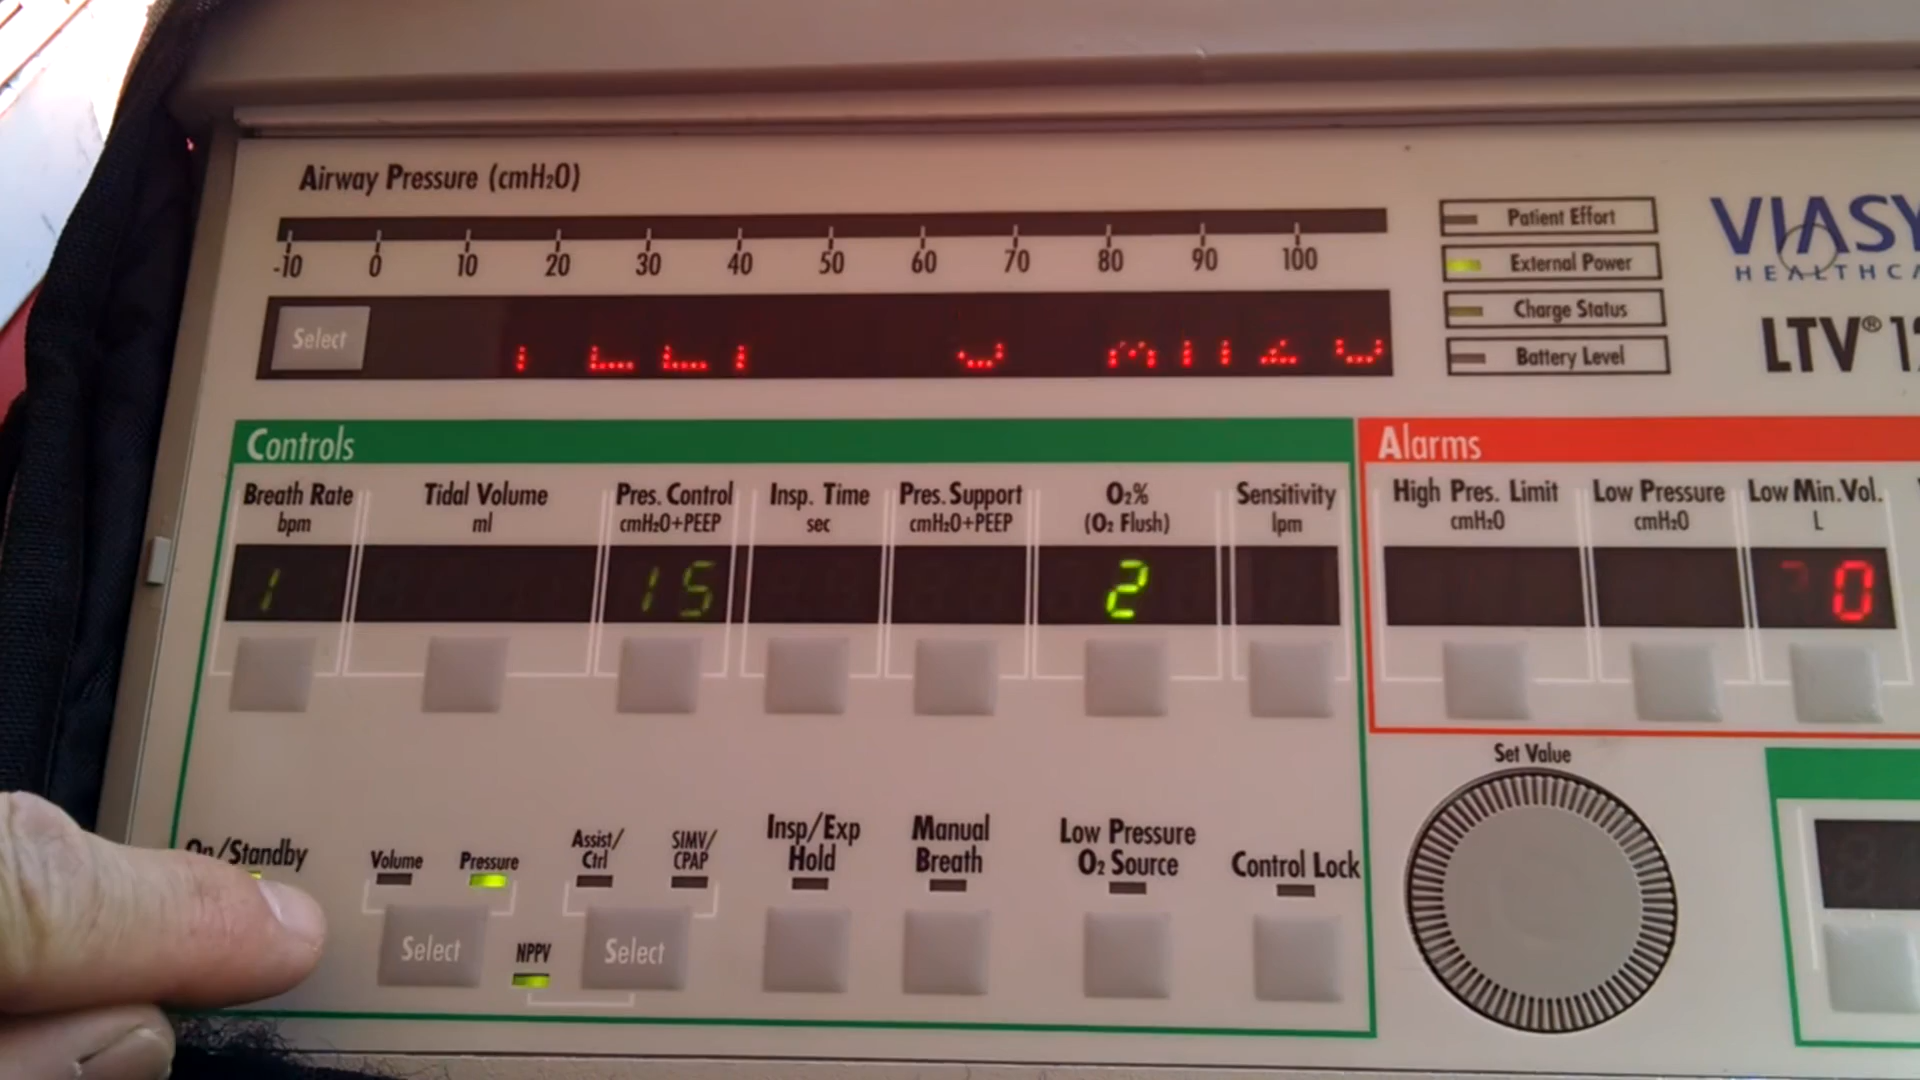 Airway Pressure (cmH₂O)
-10 0 10 20 30 40 50 60 70 80 90 100
Select
Patient Effort
External Power
Charge Status
Battery Level
VIASY
HEALTHCA
LTV® 12
Controls
Breath Rate
bpm
Tidal Volume
ml
Pres. Control
cmH₂O+PEEP
Insp. Time
sec
Pres. Support
cmH₂O+PEEP
O₂%
(O₂ Flush)
Sensitivity
lpm
1
15
2
Alarms
High Pres. Limit
cmH₂O
Low Pressure
cmH₂O
Low Min.Vol.
L
0
Set Value
On/Standby
Volume
Pressure
Select
NPPV
Assist/
Ctrl
SIMV/
CPAP
Select
Insp/Exp
Hold
Manual
Breath
Low Pressure
O₂ Source
Control Lock